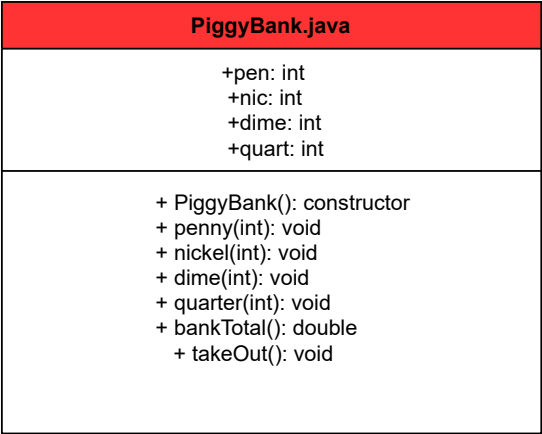 PiggyBank.java
+pen: int
+nic: int
+dime: int
+quart: int
+ PiggyBank(): constructor
+ penny(int): void
+ nickel(int): void
+ dime(int): void
+ quarter(int): void
+ bankTotal(): double
+ takeOut(): void